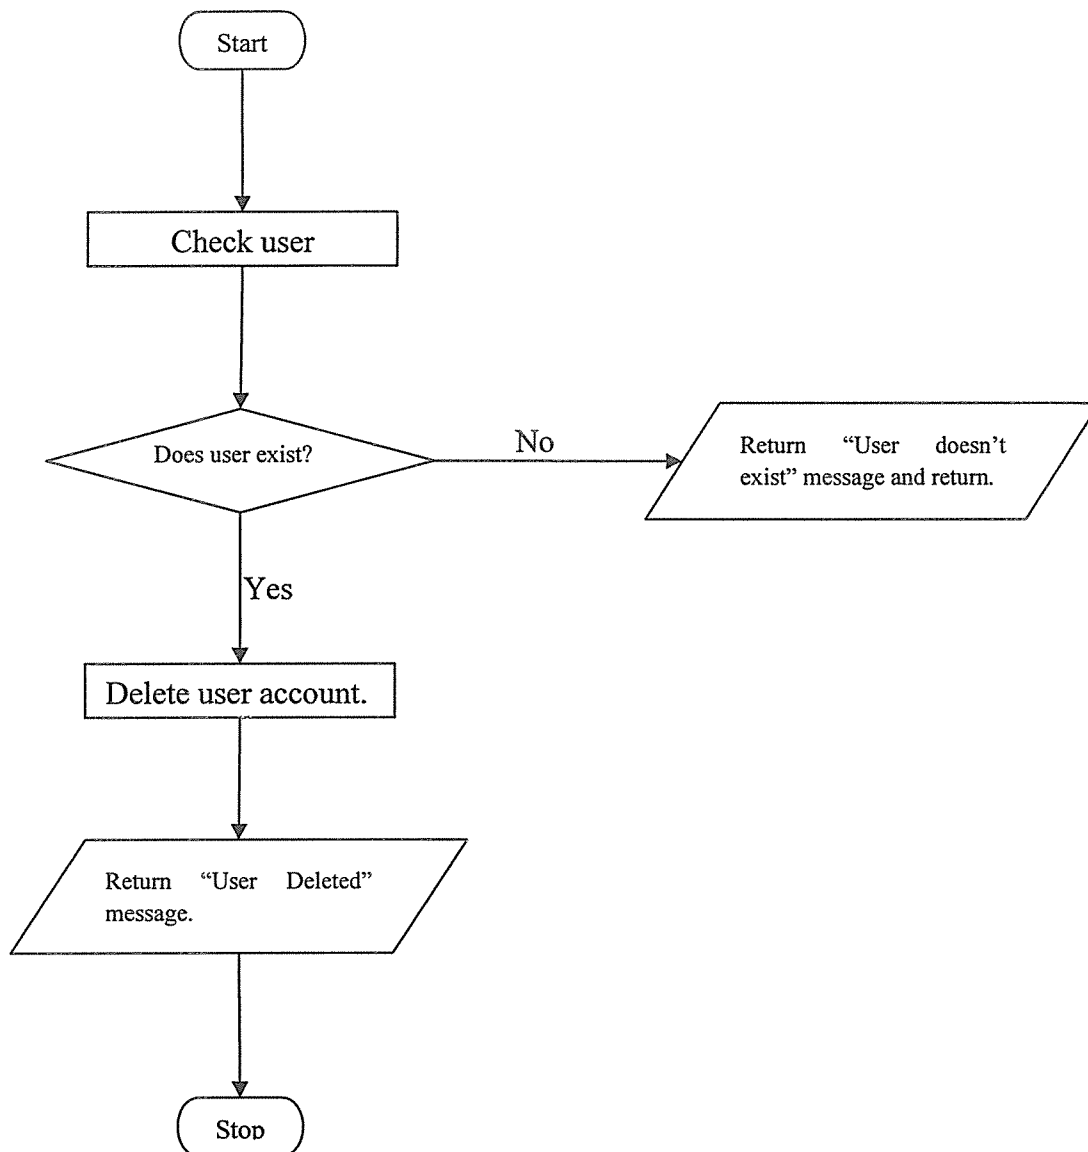 Start
Check user
Does user exist?
No
Return “User doesn’t
exist” message and return.
Yes
Delete user account.
Return “User Deleted”
message.
Stop